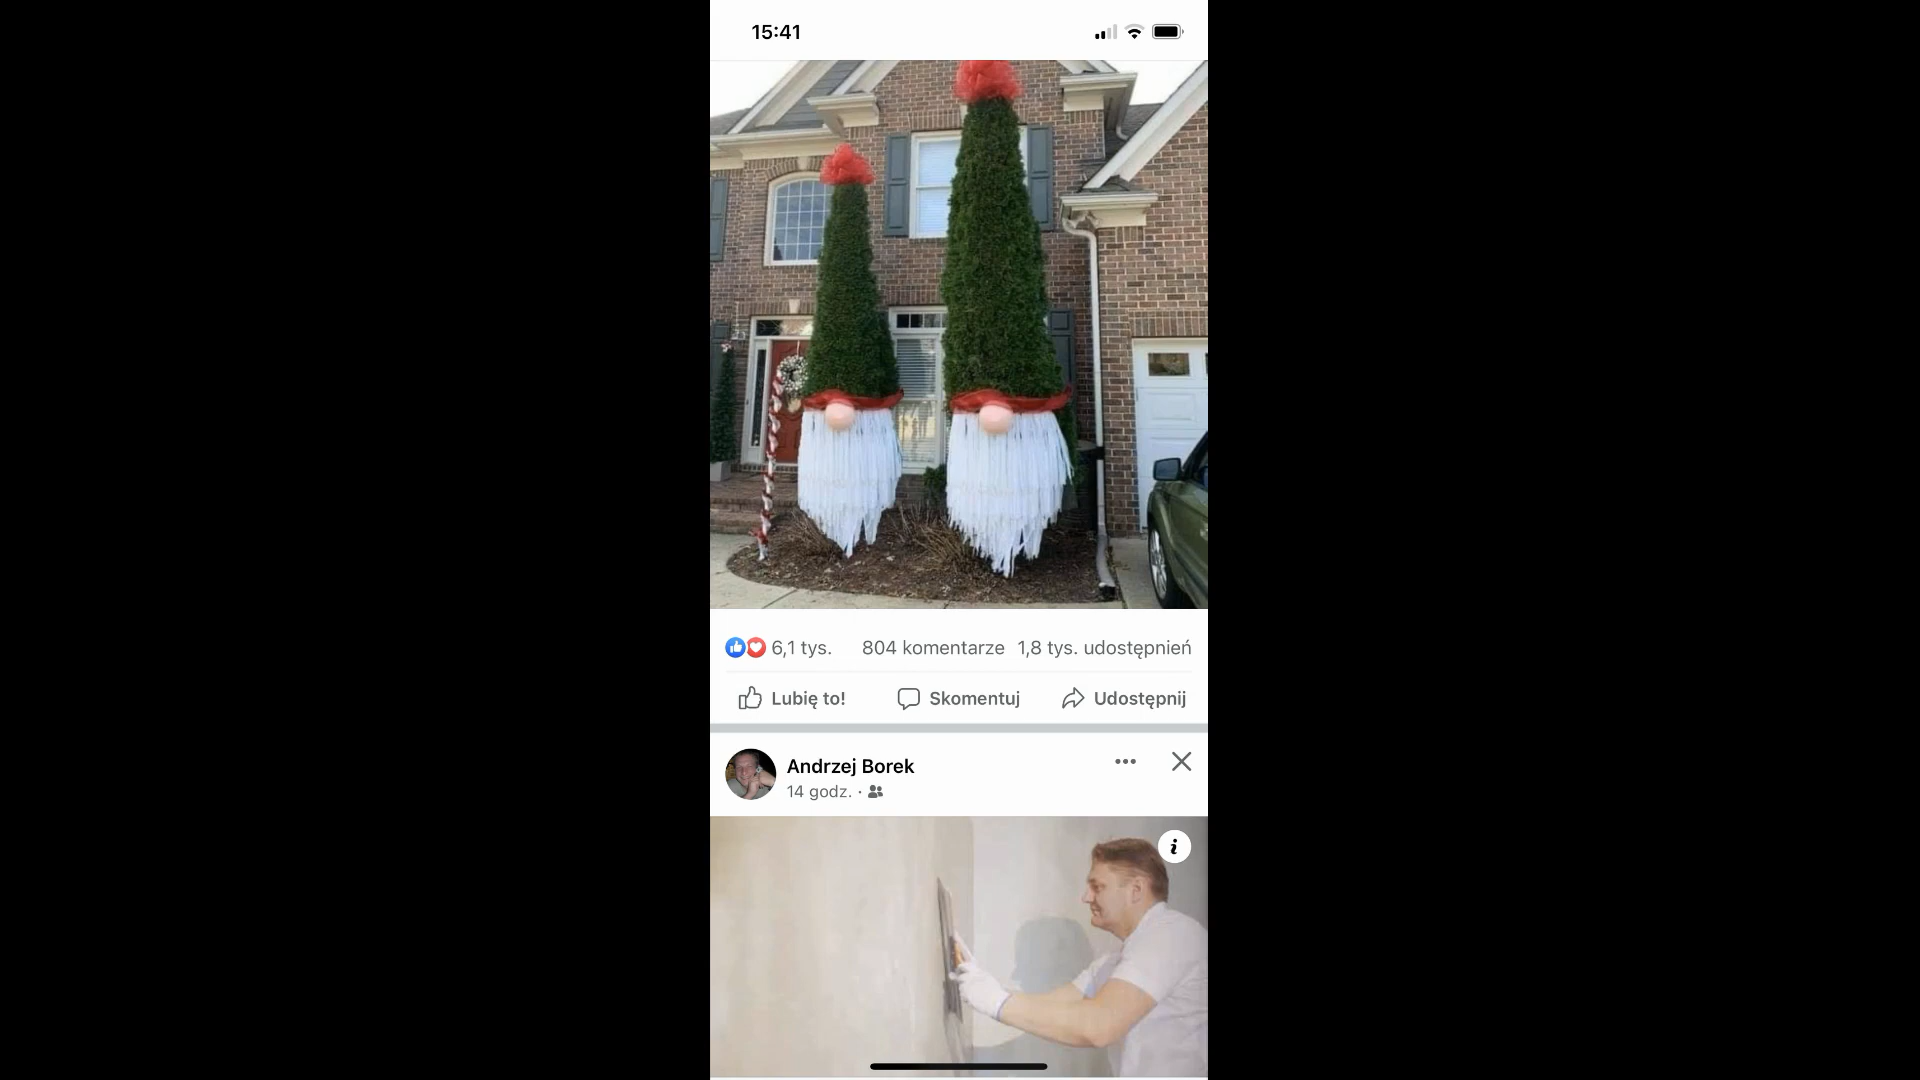 15:41
6,1 tys. 804 komentarze 1,8 tys. udostępnień
Lubię to! Skomentuj Udostępnij
Andrzej Borek
14 godz. ·